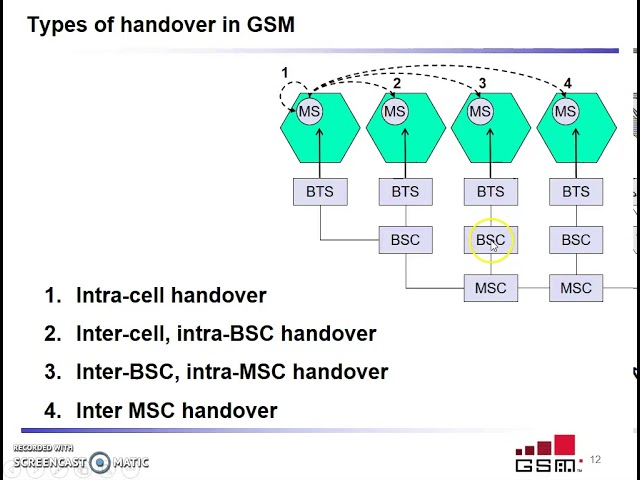 Types of handover in GSM
1
2
3
4
MS
MS
MS
MS
BTS
BTS
BTS
BTS
BSC
BSC
BSC
MSC
MSC
1. Intra-cell handover
2. Inter-cell, intra-BSC handover
3. Inter-BSC, intra-MSC handover
4. Inter MSC handover
RECORDED WITH
SCREENCAST MATIC
GSM
12